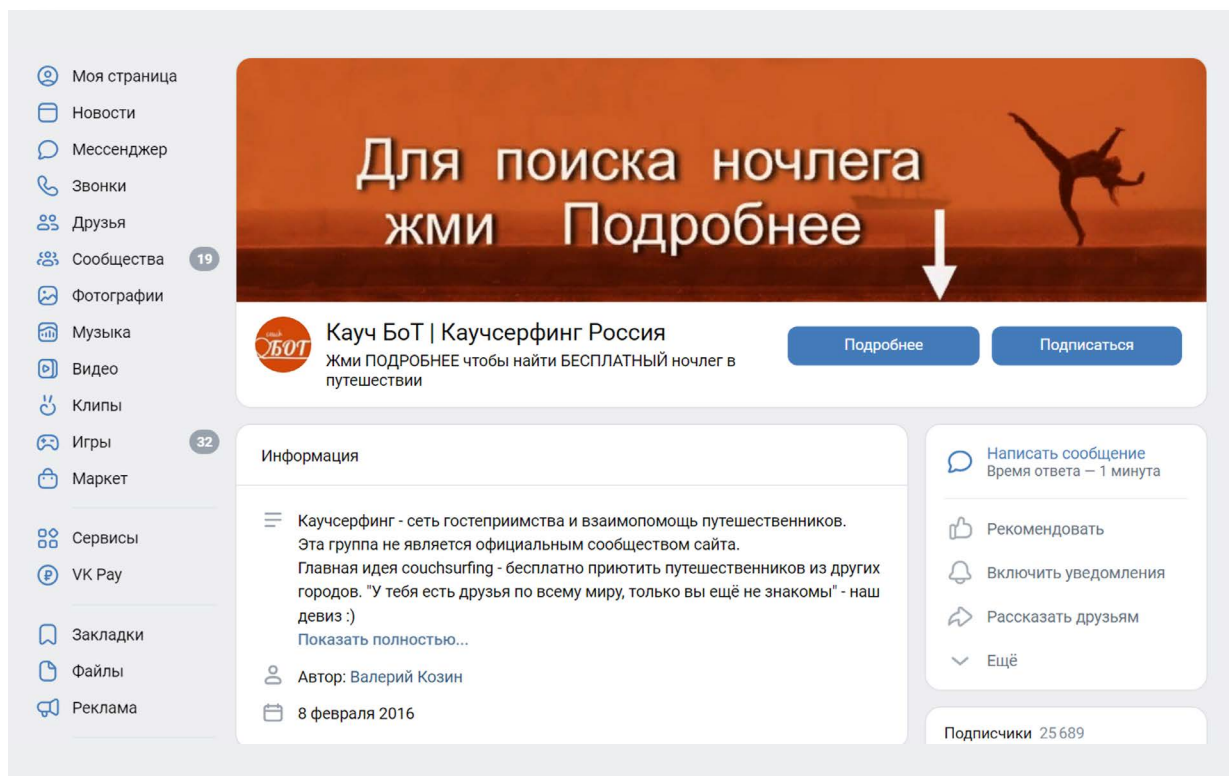 Моя страница
Новости
Мессенджер
Звонки
Друзья
Сообщества 19
Фотографии
Музыка
Видео
Клипы
Игры 32
Маркет
Сервисы
VK Pay
Закладки
Файлы
Реклама
Для поиска ночлега
жми Подробнее
couch
БОТ
Кауч БоТ | Каучсерфинг Россия
Жми ПОДРОБНЕЕ чтобы найти БЕСПЛАТНЫЙ ночлег в
путешествии
Подробнее
Подписаться
Информация
Каучсерфинг - сеть гостеприимства и взаимопомощь путешественников.
Эта группа не является официальным сообществом сайта.
Главная идея couchsurfing - бесплатно приютить путешественников из других
городов. "У тебя есть друзья по всему миру, только вы ещё не знакомы" - наш
девиз :)
Показать полностью...
Автор: Валерий Козин
8 февраля 2016
Написать сообщение
Время ответа — 1 минута
Рекомендовать
Включить уведомления
Рассказать друзьям
Ещё
Подписчики 25 689